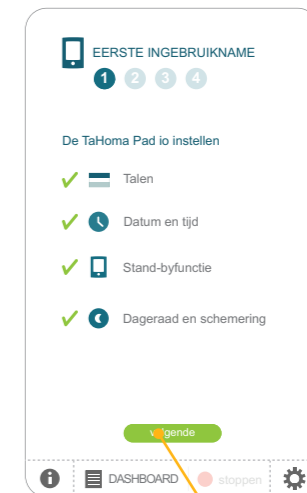 EERSTE INGEBRUIKNAME
1 2 3 4
De TaHoma Pad io instellen
Talen
Datum en tijd
Stand-byfunctie
Dageraad en schemering
volgende
i DASHBOARD stoppen